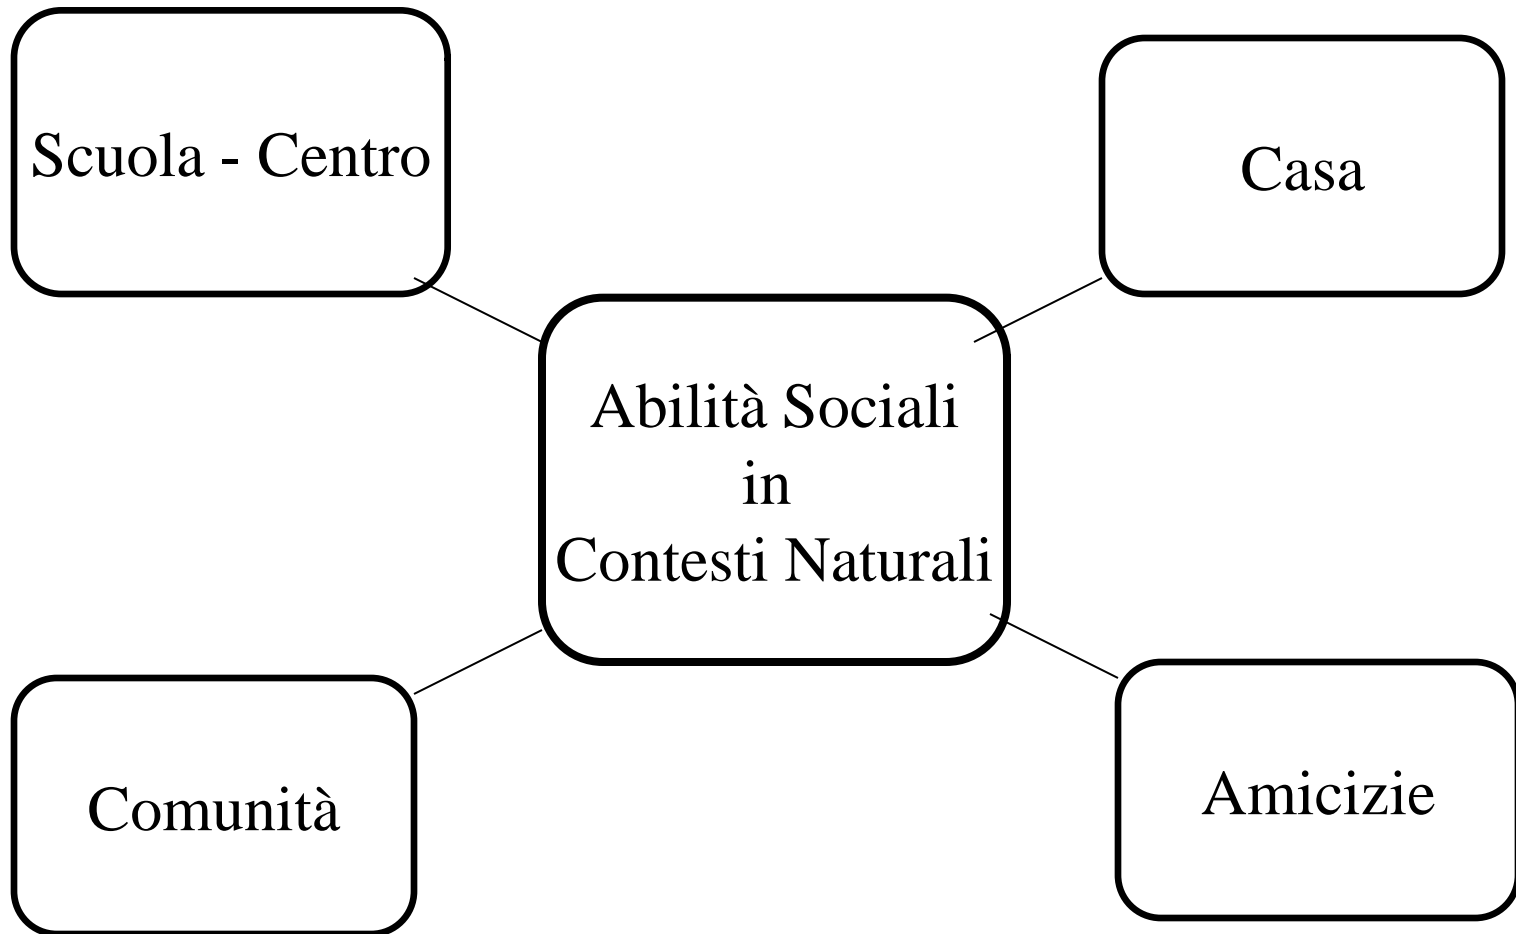 Scuola - Centro
Casa
Abilità Sociali
in
Contesti Naturali
Comunità
Amicizie